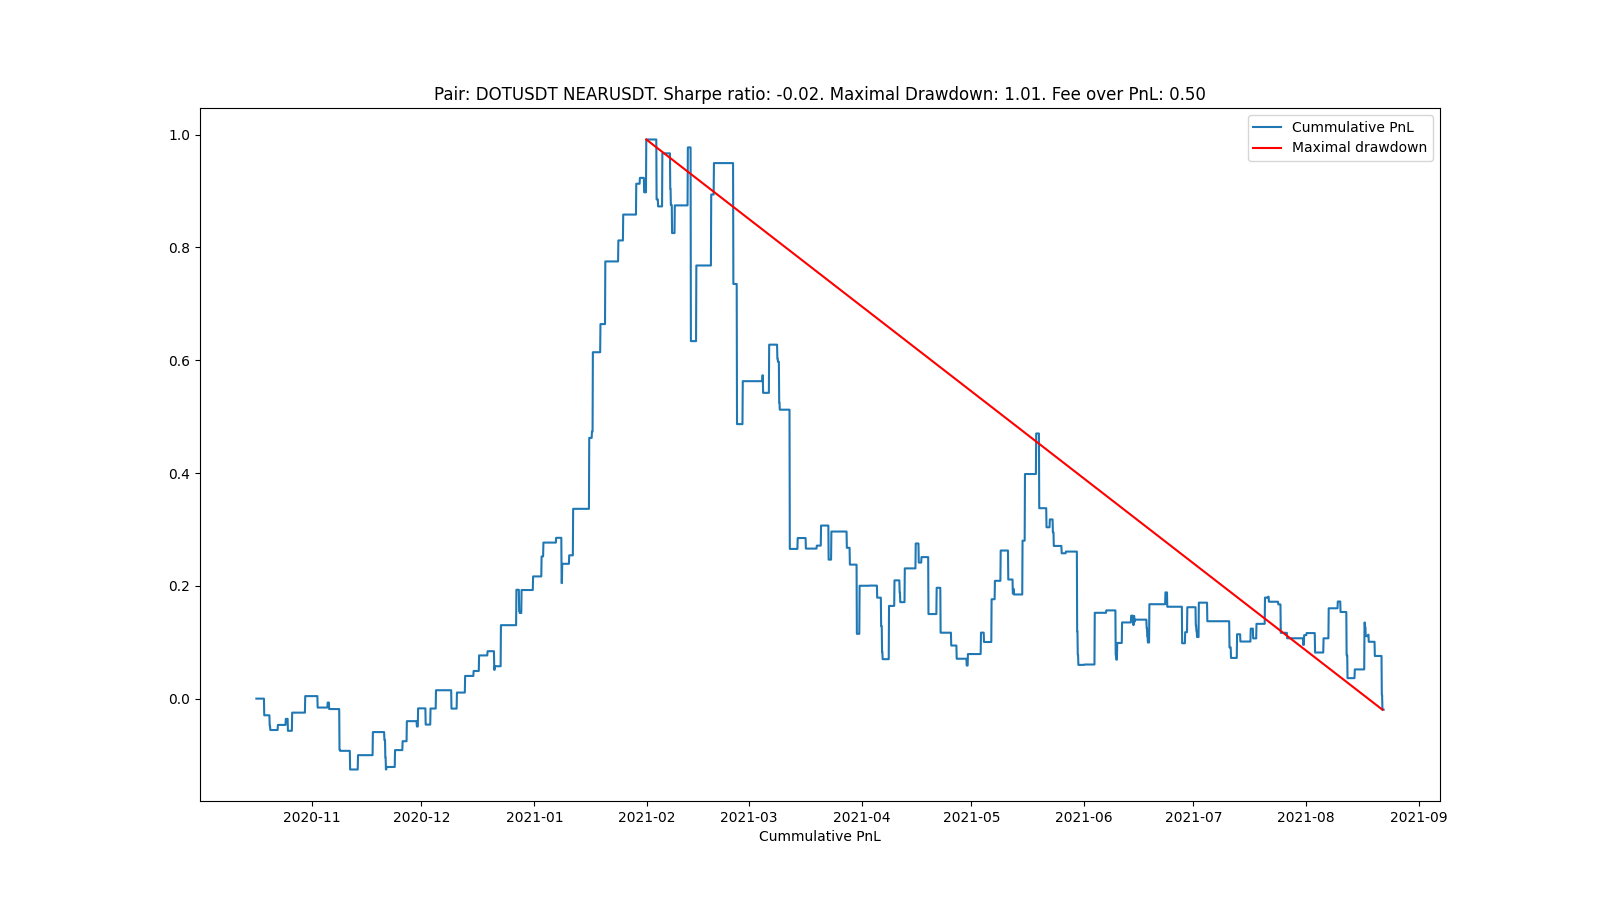 Pair: DOTUSDT NEARUSDT. Sharpe ratio: -0.02. Maximal Drawdown: 1.01. Fee over PnL: 0.50
Cummulative PnL
Maximal drawdown
1.0
0.8
0.6
0.4
0.2
0.0
2020-11 2020-12 2021-01 2021-02 2021-03 2021-04 2021-05 2021-06 2021-07 2021-08 2021-09
Cummulative PnL